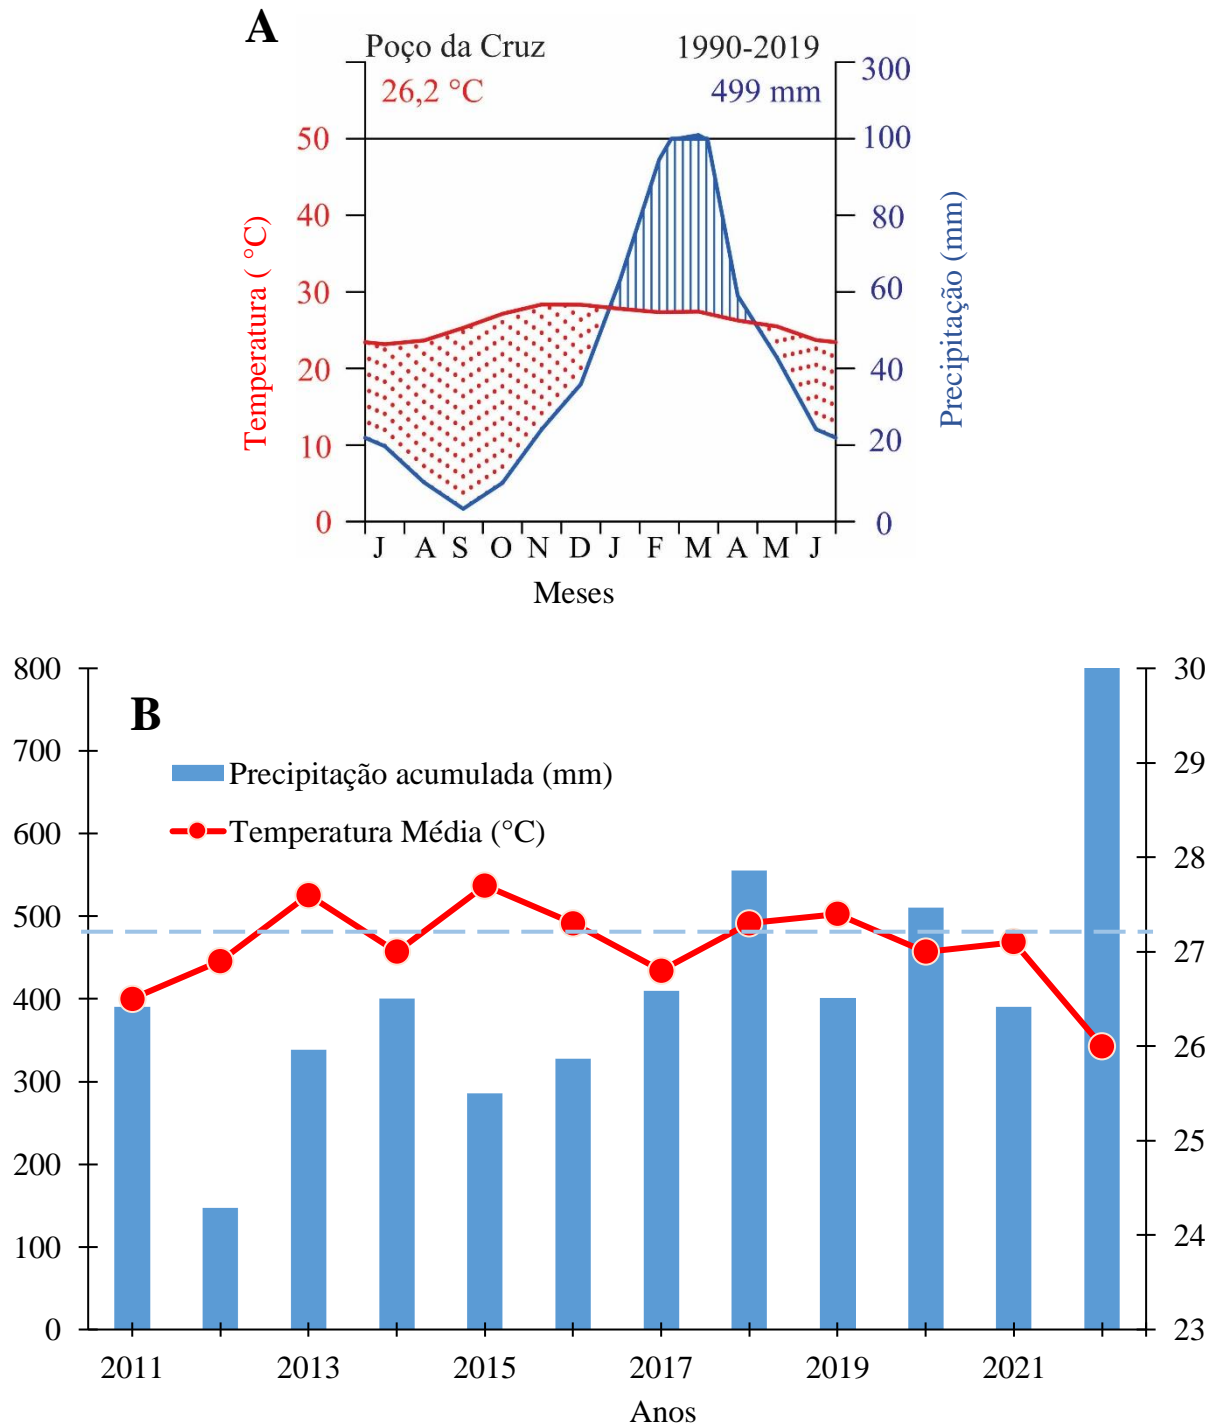 A
Poço da Cruz 1990-2019
26,2 °C 499 mm
300
50 100
40 80
30 60
20 40
10 20
0 0
Temperatura ( °C)
Precipitação (mm)
J A S O N D J F M A M J
Meses
B
Precipitação acumulada (mm)
Temperatura Média (°C)
800 30
700 29
600 28
500 27
400 26
300 25
200 24
100 23
0
2011 2013 2015 2017 2019 2021
Anos